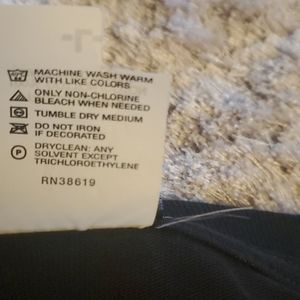 MACHINE WASH WARM
WITH LIKE COLORS
ONLY NON-CHLORINE
BLEACH WHEN NEEDED
TUMBLE DRY MEDIUM
DO NOT IRON
IF DECORATED
P
DRYCLEAN: ANY
SOLVENT EXCEPT
TRICHLOROETHYLENE
RN38619